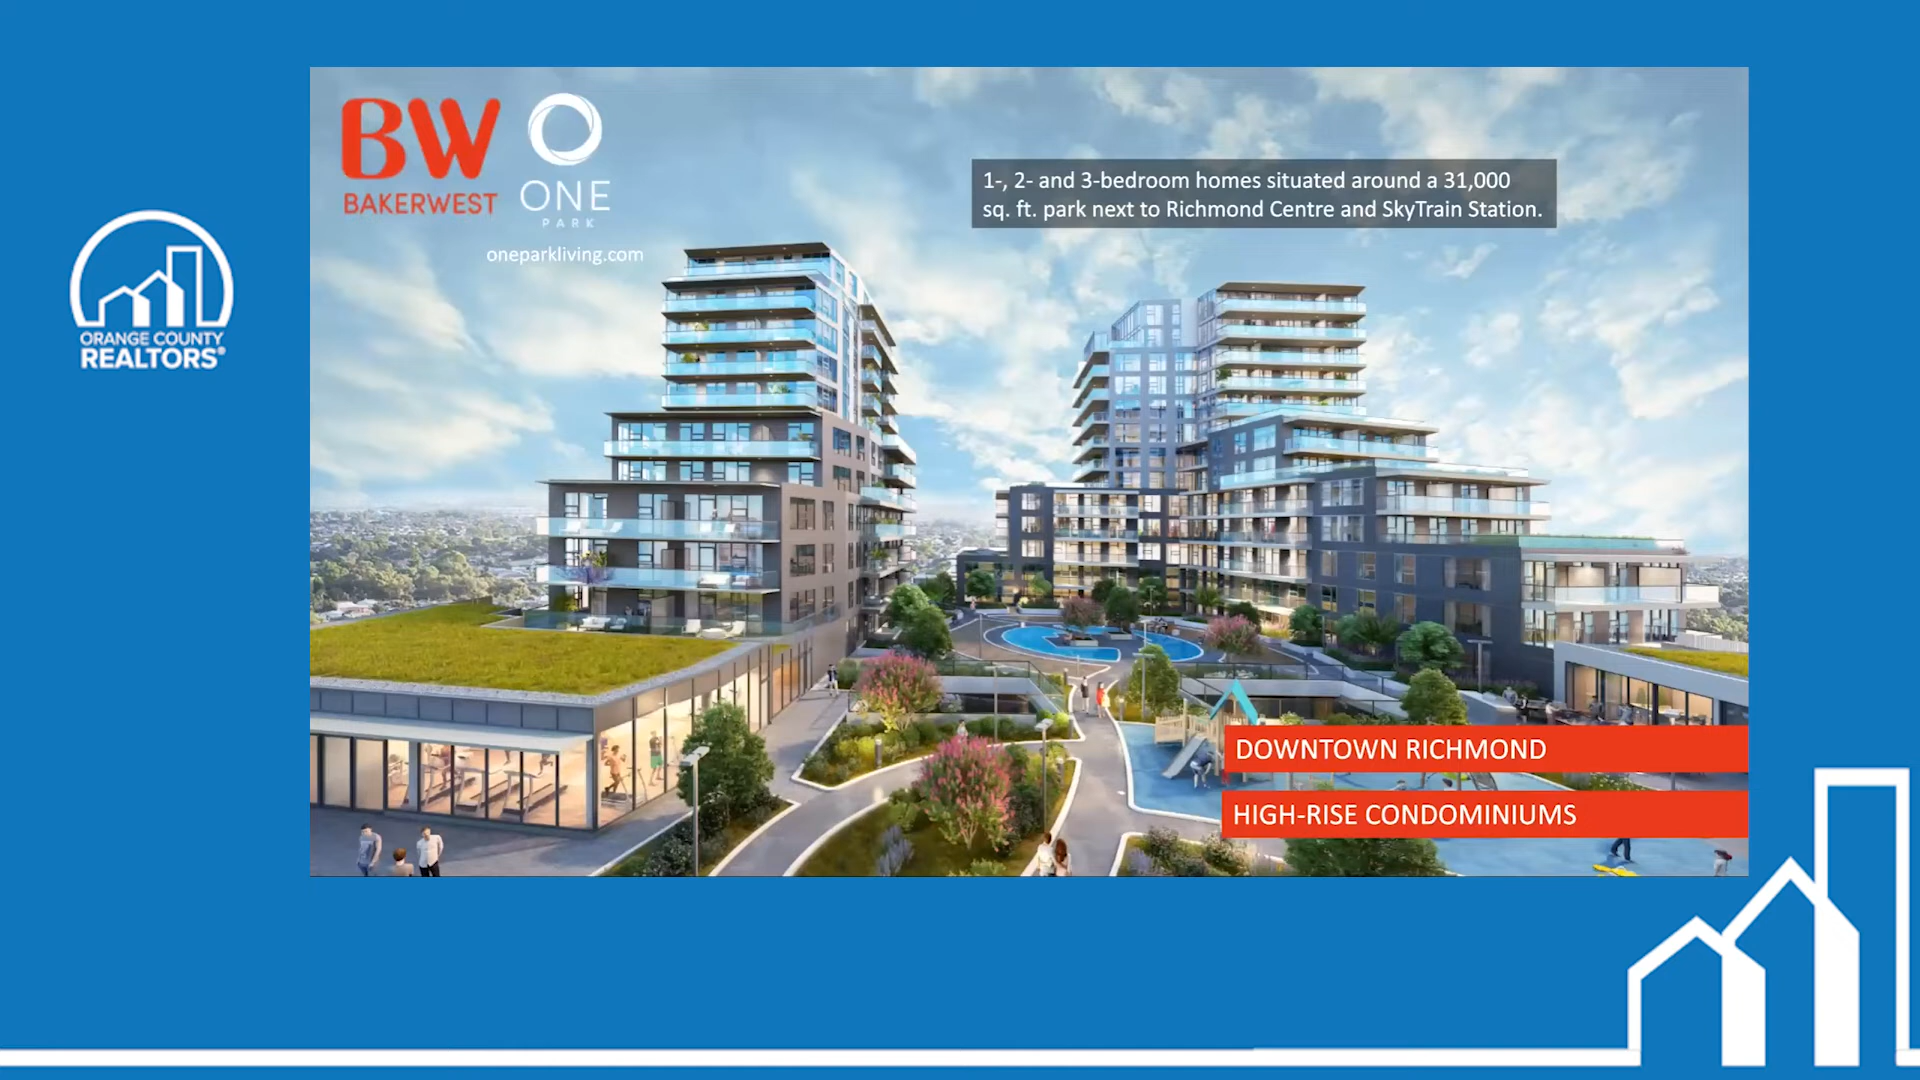 BW
BAKERWEST
ONE
PARK
oneparkliving.com
1-, 2- and 3-bedroom homes situated around a 31,000
sq. ft. park next to Richmond Centre and SkyTrain Station.
ORANGE COUNTY
REALTORS®
DOWNTOWN RICHMOND
HIGH-RISE CONDOMINIUMS